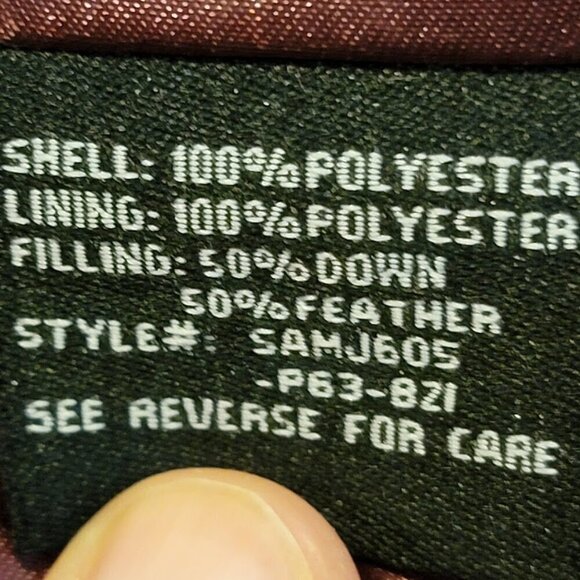 SHELL: 100% POLYESTER
LINING: 100% POLYESTER
FILLING: 50% DOWN
50% FEATHER
STYLE#: SAMJ605
-P63-821
SEE REVERSE FOR CARE